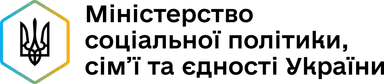 Міністерство
соціальної політики,
сім’ї та єдності України